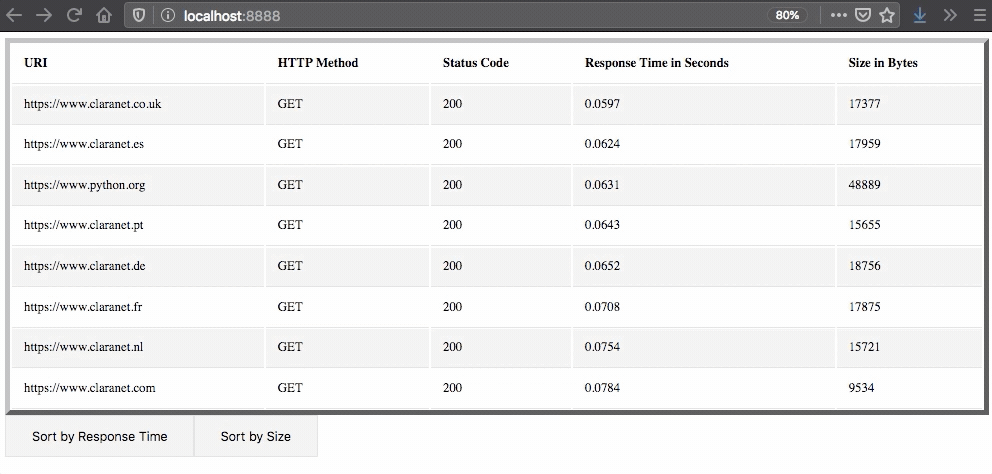 localhost:8888 80%
URI HTTP Method Status Code Response Time in Seconds Size in Bytes
https://www.claranet.co.uk GET 200 0.0597 17377
https://www.claranet.es GET 200 0.0624 17959
https://www.python.org GET 200 0.0631 48889
https://www.claranet.pt GET 200 0.0643 15655
https://www.claranet.de GET 200 0.0652 18756
https://www.claranet.fr GET 200 0.0708 17875
https://www.claranet.nl GET 200 0.0754 15721
https://www.claranet.com GET 200 0.0784 9534
Sort by Response Time Sort by Size